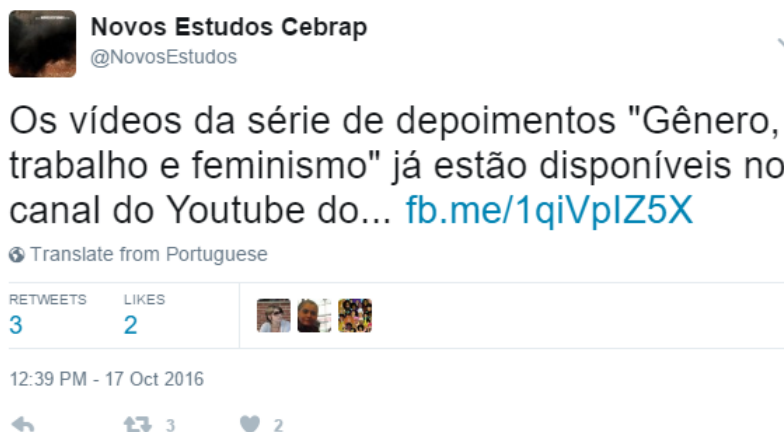 Novos Estudos Cebrap
@NovosEstudos
Os vídeos da série de depoimentos "Gênero,
trabalho e feminismo" já estão disponíveis no
canal do Youtube do... fb.me/1qiVpIZ5X
Translate from Portuguese
RETWEETS LIKES
3 2
12:39 PM - 17 Oct 2016
3 2